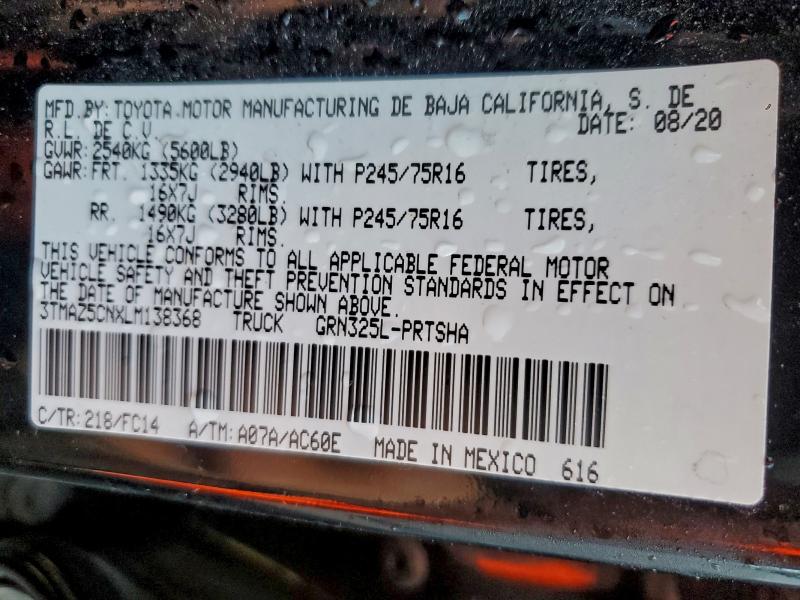 MFD.BY:TOYOTA MOTOR MANUFACTURING DE BAJA CALIFORNIA, S. DE
R.L. DE C.V. DATE: 08/20
GVWR:2540KG (5600LB)
GAWR:FRT. 1335KG (2940LB) WITH P245/75R16 TIRES,
16X7J RIMS.
RR. 1490KG (3280LB) WITH P245/75R16 TIRES,
16X7J RIMS.
THIS VEHICLE CONFORMS TO ALL APPLICABLE FEDERAL MOTOR
VEHICLE SAFETY AND THEFT PREVENTION STANDARDS IN EFFECT ON
THE DATE OF MANUFACTURE SHOWN ABOVE.
3TMAZ5CNXLM138368 TRUCK GRN325L-PRTSHA
C/TR:218/FC14 A/TM:A07A/AC60E MADE IN MEXICO 616